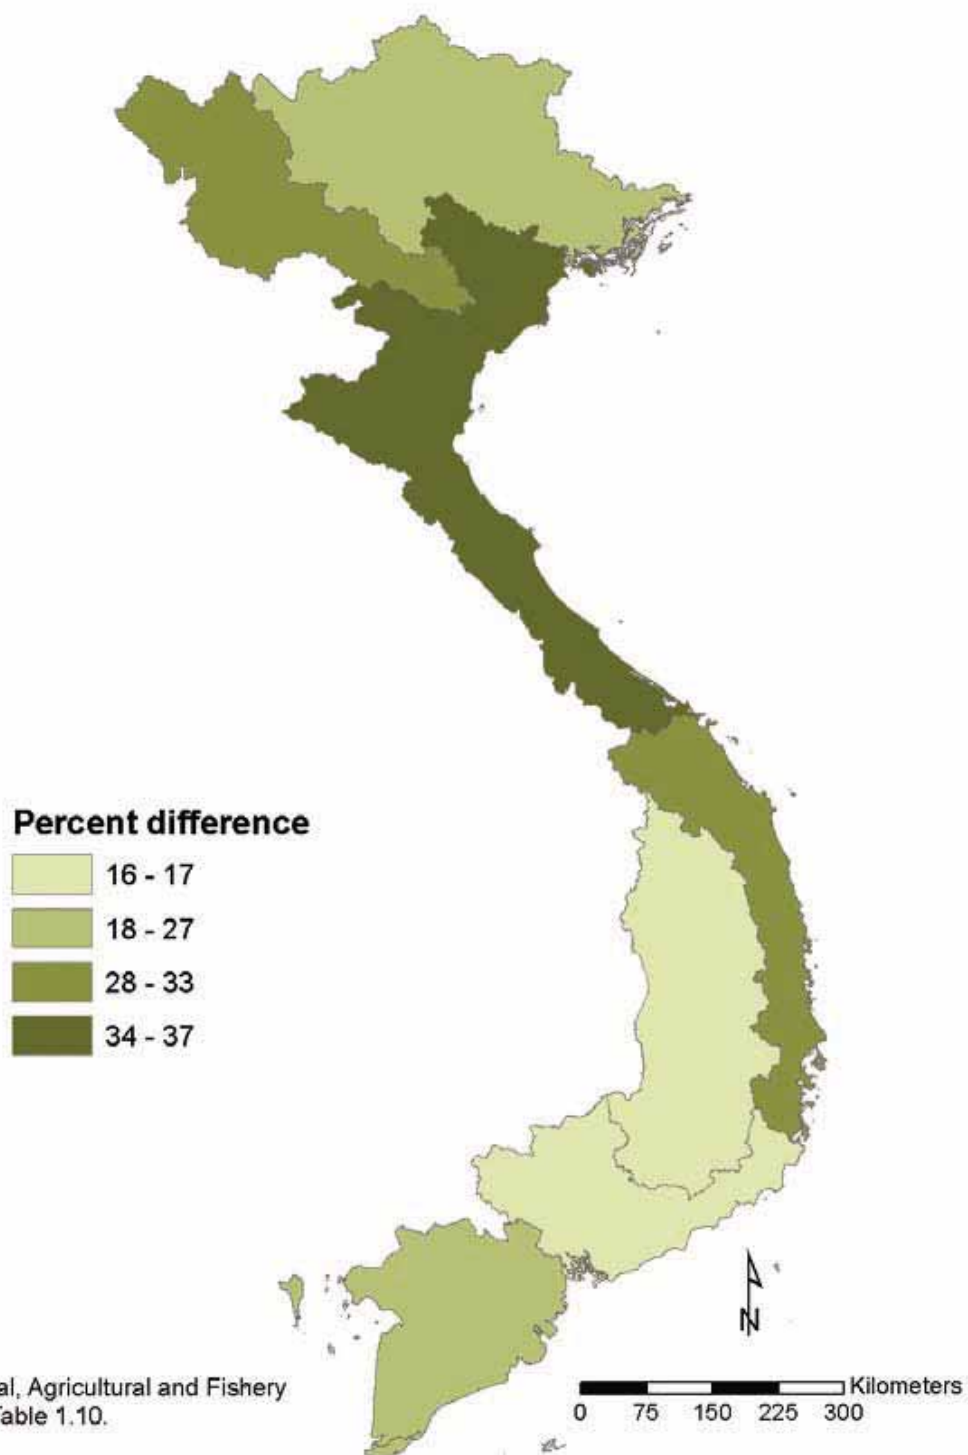 Percent difference
16 - 17
18 - 27
28 - 33
34 - 37
N
al, Agricultural and Fishery
Table 1.10.
Kilometers
0 75 150 225 300